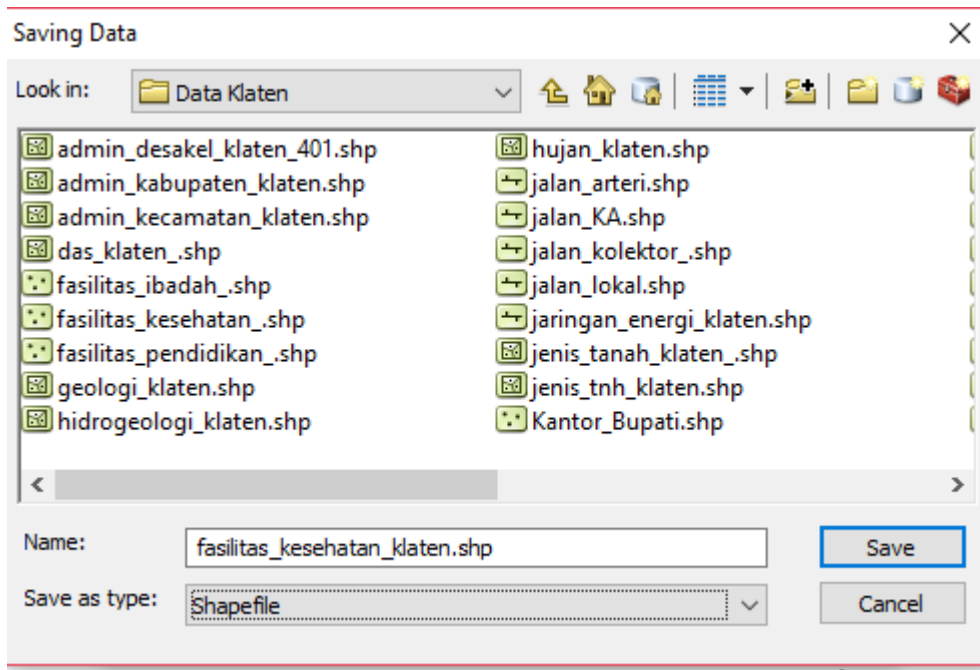 Saving Data
Look in:
Data Klaten
admin_desakel_klaten_401.shp
admin_kabupaten_klaten.shp
admin_kecamatan_klaten.shp
das_klaten_.shp
fasilitas_ibadah_.shp
fasilitas_kesehatan_.shp
fasilitas_pendidikan_.shp
geologi_klaten.shp
hidrogeologi_klaten.shp
hujan_klaten.shp
jalan_arteri.shp
jalan_KA.shp
jalan_kolektor_.shp
jalan_lokal.shp
jaringan_energi_klaten.shp
jenis_tanah_klaten_.shp
jenis_tnh_klaten.shp
Kantor_Bupati.shp
Name:
fasilitas_kesehatan_klaten.shp
Save
Save as type:
Shapefile
Cancel